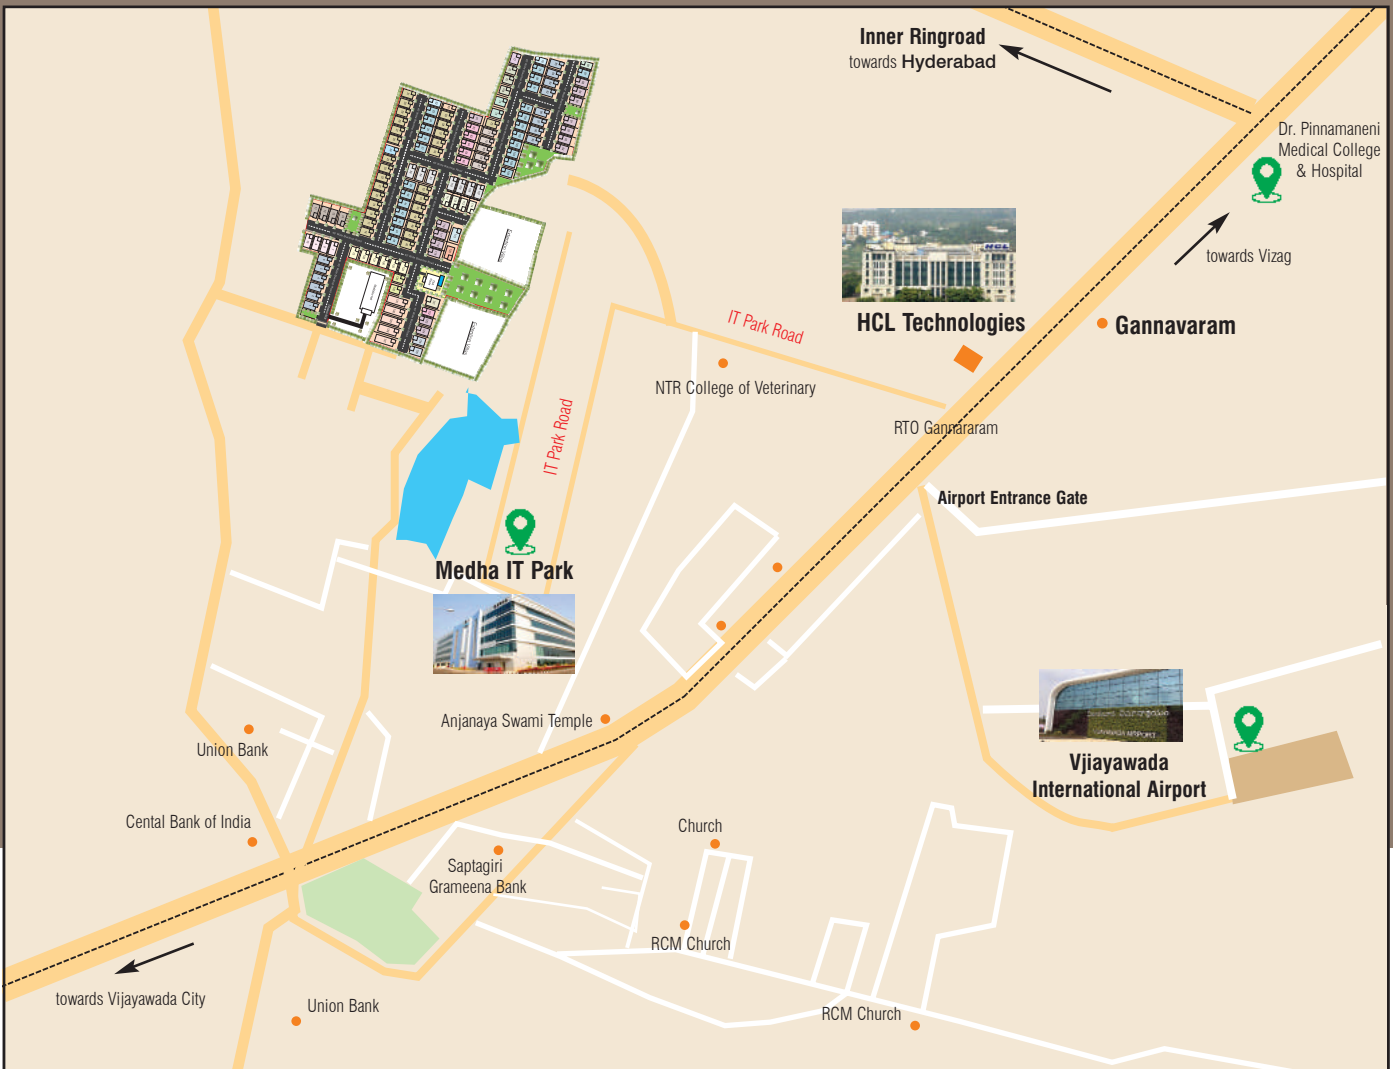 Inner Ringroad
towards Hyderabad
Dr. Pinnamaneni
Medical College
& Hospital
towards Vizag
HCL
HCL Technologies
Gannavaram
IT Park Road
NTR College of Veterinary
RTO Gannararam
IT Park Road
Airport Entrance Gate
Medha IT Park
Anjanaya Swami Temple
Union Bank
Vjiayawada
International Airport
Cental Bank of India
Church
Saptagiri
Grameena Bank
RCM Church
towards Vijayawada City
Union Bank
RCM Church